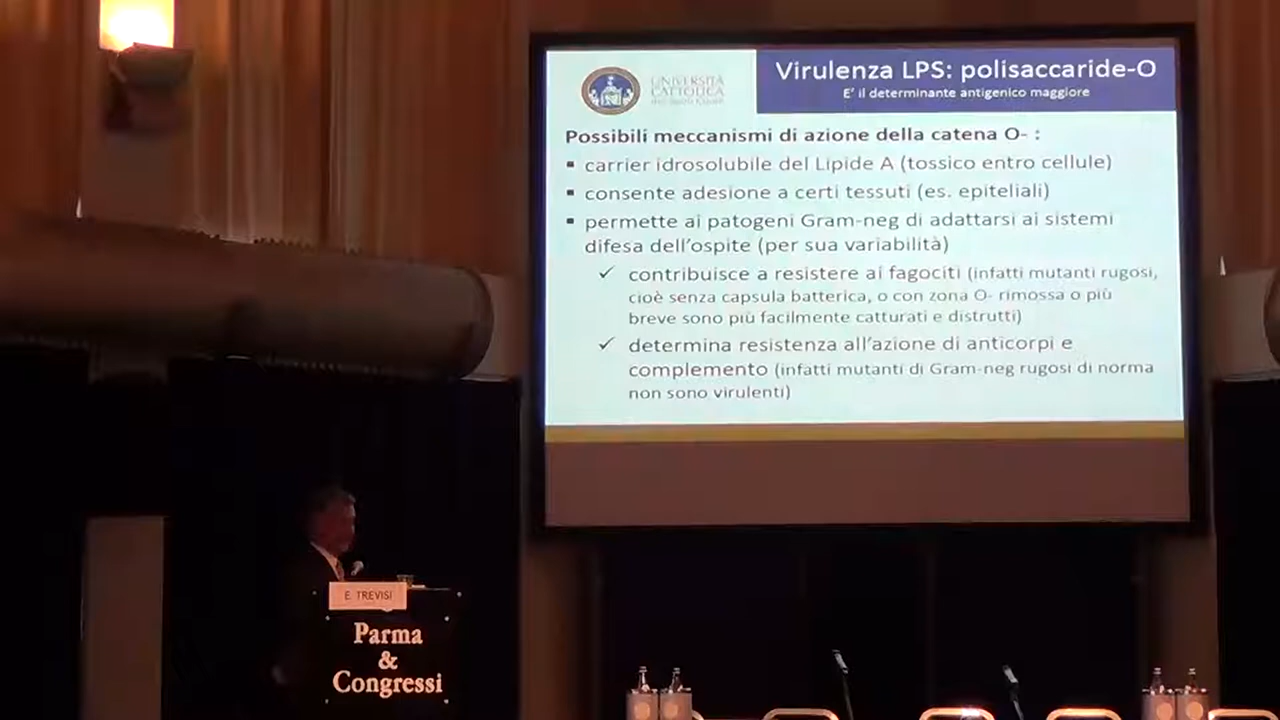 UNIVERSITÀ
CATTOLICA
del Sacro Cuore
Virulenza LPS: polisaccaride-O
E' il determinante antigenico maggiore
Possibili meccanismi di azione della catena O- :
▪ carrier idrosolubile del Lipide A (tossico entro cellule)
▪ consente adesione a certi tessuti (es. epiteliali)
▪ permette ai patogeni Gram-neg di adattarsi ai sistemi
difesa dell'ospite (per sua variabilità)
✓ contribuisce a resistere ai fagociti (infatti mutanti rugosi,
cioè senza capsula batterica, o con zona O- rimossa o più
breve sono più facilmente catturati e distrutti)
✓ determina resistenza all'azione di anticorpi e
complemento (infatti mutanti di Gram-neg rugosi di norma
non sono virulenti)
E. TREVISI
Parma
&
Congressi